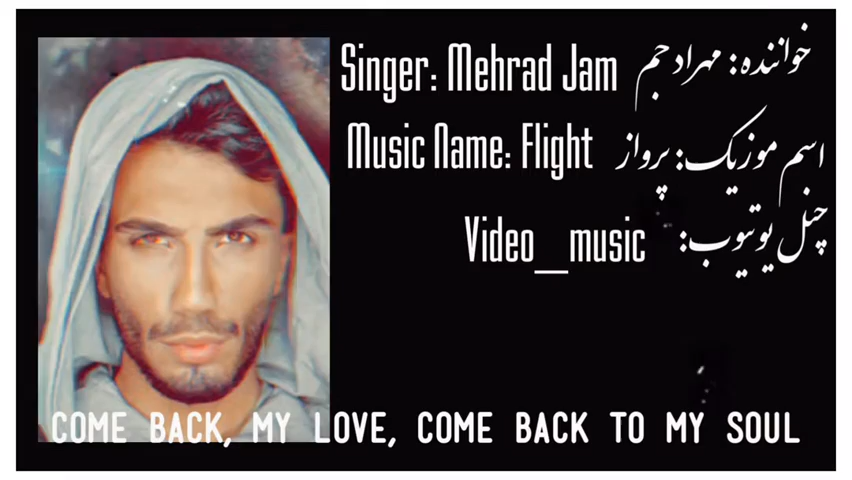 Singer: Mehrad Jam خواننده: مهراد جم
Music Name: Flight اسم موزیک: پرواز
Video_music چنل یوتیوب:
COME BACK, MY LOVE, COME BACK TO MY SOUL